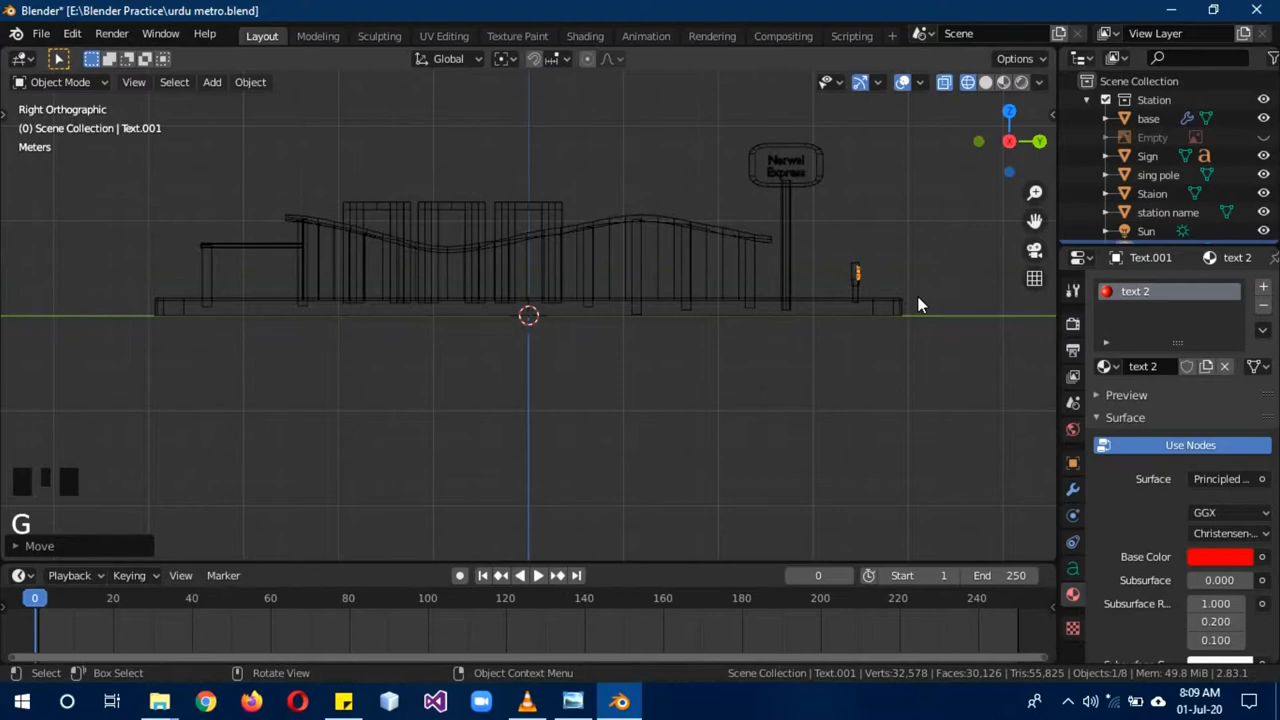 Blender* [E:\Blender Practice\urdu metro.blend]
File Edit Render Window Help Layout Modeling Sculpting UV Editing Texture Paint Shading Animation Rendering Compositing Scripting + Scene View Layer
Global Options
Object Mode View Select Add Object
Right Orthographic
(0) Scene Collection | Text.001
Meters
Z
X
Y
Narwal
Express
Scene Collection
Station
base
Empty
Sign
sing pole
Staion
station name
Sun
Text.001 text 2
text 2
text 2
Preview
Surface
Use Nodes
Surface Principled ...
GGX
Christensen-...
Base Color
Subsurface 0.000
Subsurface R... 1.000
0.200
0.100
G
Move
Playback Keying View Marker 0 Start 1 End 250
0 20 40 60 80 100 120 140 160 180 200 220 240
Select Box Select Rotate View Object Context Menu Scene Collection | Text.001 | Verts:32,578 | Faces:30,126 | Tris:55,825 | Objects:1/8 | Mem: 49.8 MiB | 2.83.1
8:09 AM
01-Jul-20